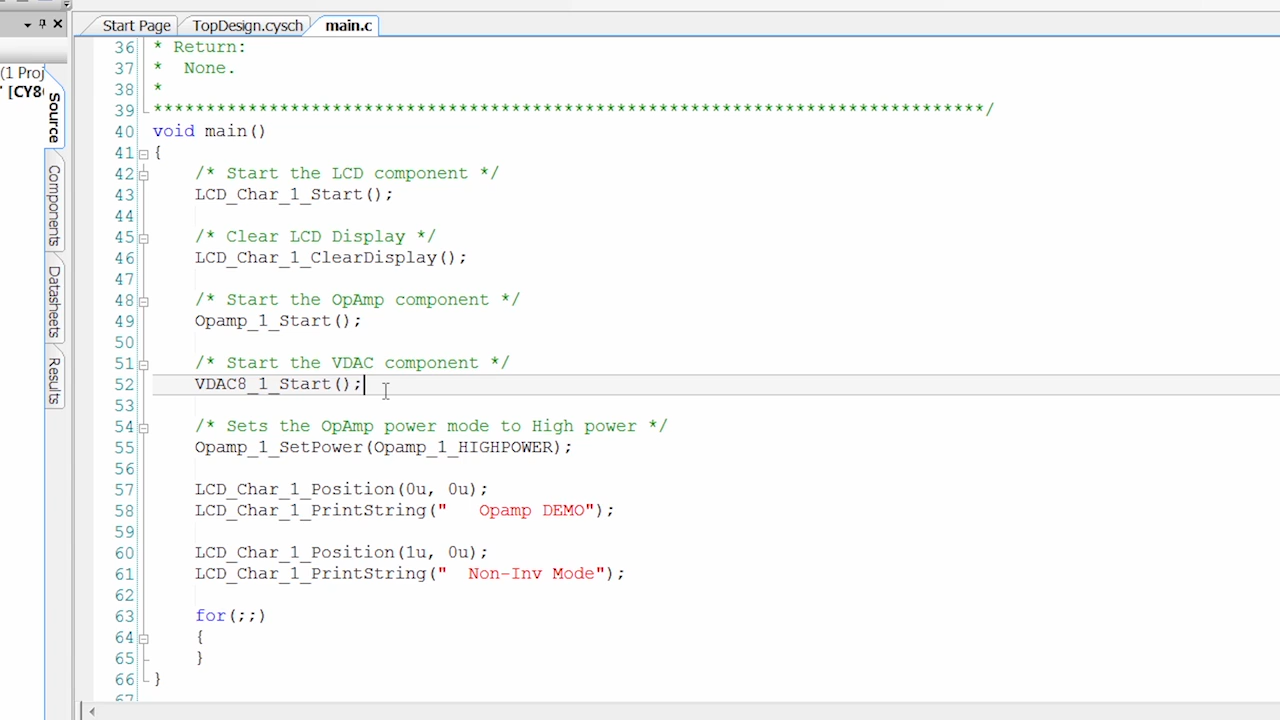 Start Page TopDesign.cysch main.c
(1 Proj
[CY8
Source
Components
Datasheets
Results
36 * Return:
37 *  None.
38 *
39 *******************************************************************************/
40 void main()
41 {
42     /* Start the LCD component */
43     LCD_Char_1_Start();
44
45     /* Clear LCD Display */
46     LCD_Char_1_ClearDisplay();
47
48     /* Start the OpAmp component */
49     Opamp_1_Start();
50
51     /* Start the VDAC component */
52     VDAC8_1_Start();
53
54     /* Sets the OpAmp power mode to High power */
55     Opamp_1_SetPower(Opamp_1_HIGHPOWER);
56
57     LCD_Char_1_Position(0u, 0u);
58     LCD_Char_1_PrintString("   Opamp DEMO");
59
60     LCD_Char_1_Position(1u, 0u);
61     LCD_Char_1_PrintString("  Non-Inv Mode");
62
63     for(;;)
64     {
65     }
66 }
67